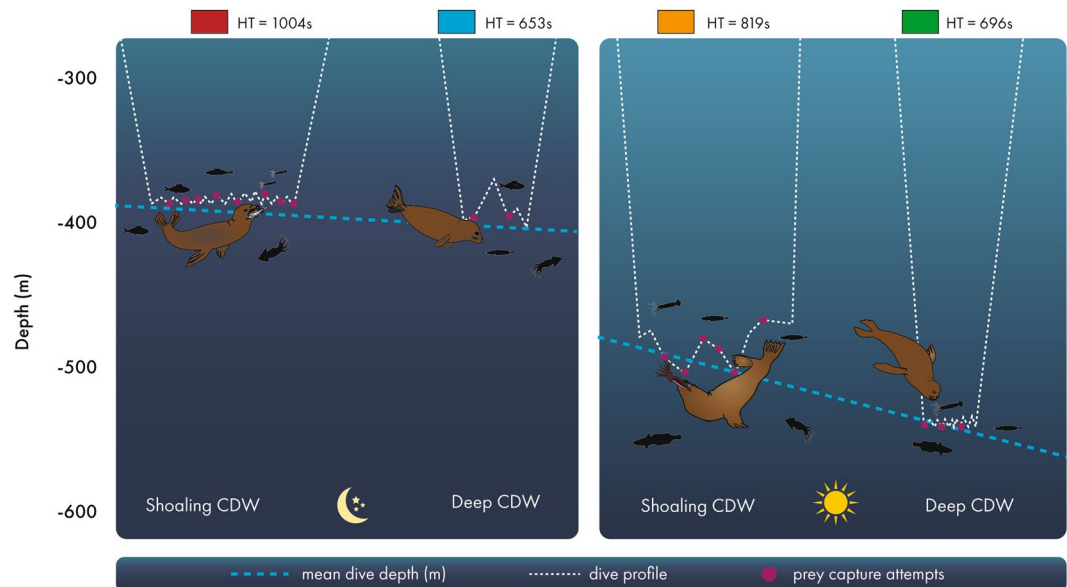 HT = 1004s
HT = 653s
HT = 819s
HT = 696s
-300
-400
-500
-600
Depth (m)
Shoaling CDW
Deep CDW
Shoaling CDW
Deep CDW
mean dive depth (m)
dive profile
prey capture attempts